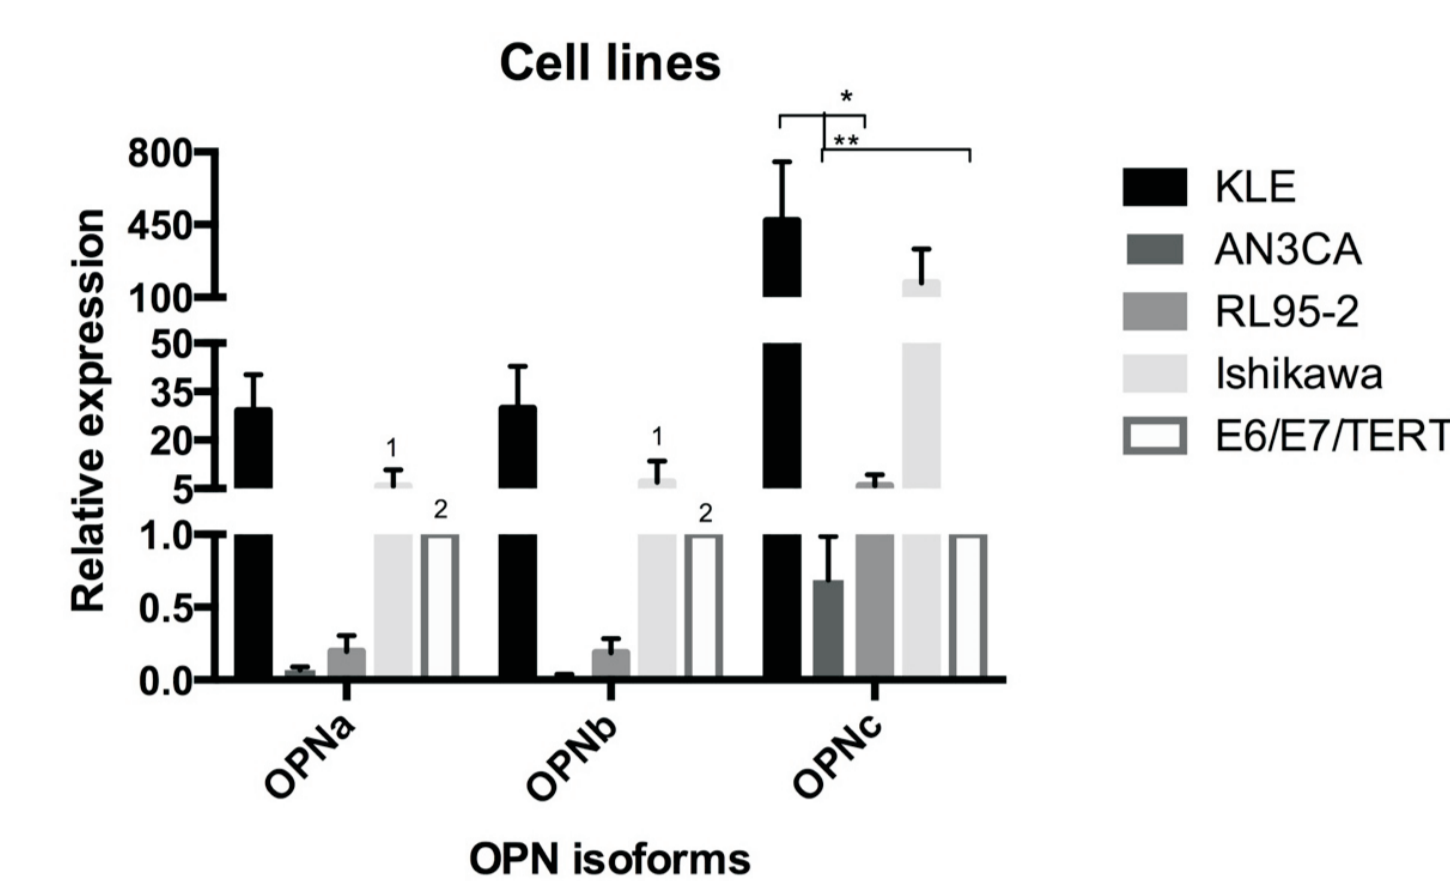 Cell lines
*
**
Relative expression
800
450
100
50
35
20
5
1.0
0.5
0.0
1
2
1
2
OPNa
OPNb
OPNc
OPN isoforms
KLE
AN3CA
RL95-2
Ishikawa
E6/E7/TERT